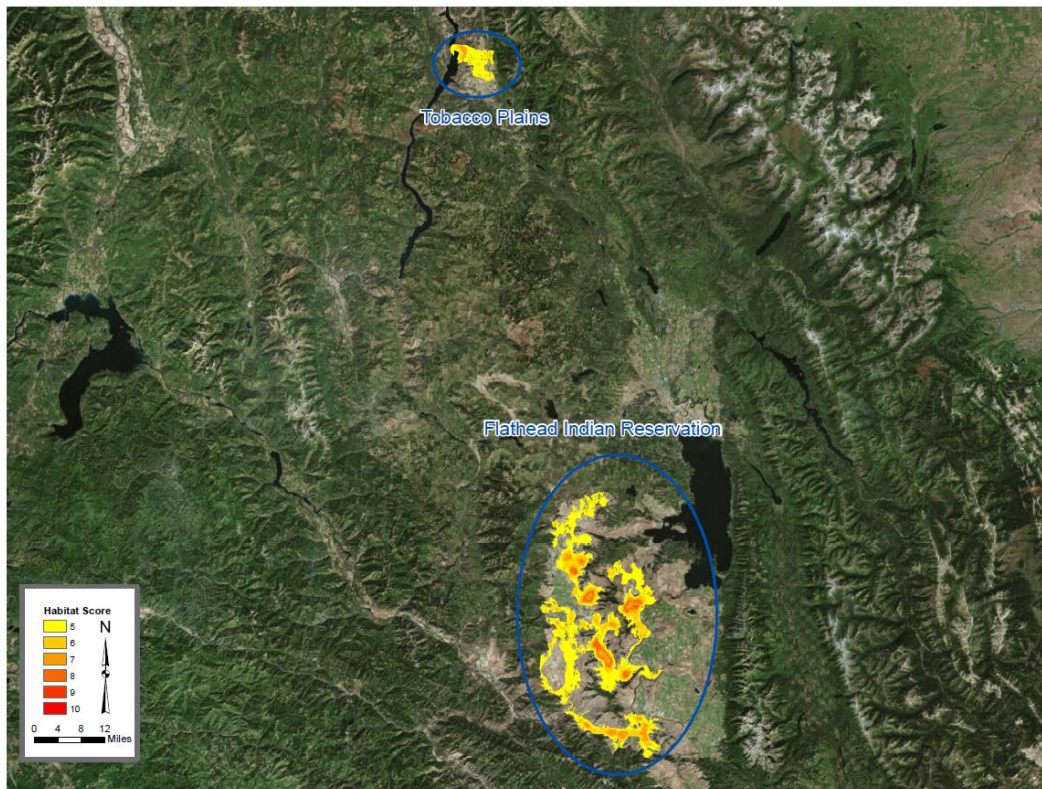 Tobacco Plains
Flathead Indian Reservation
Habitat Score
5
6
7
8
9
10
N
0 4 8 12
Miles